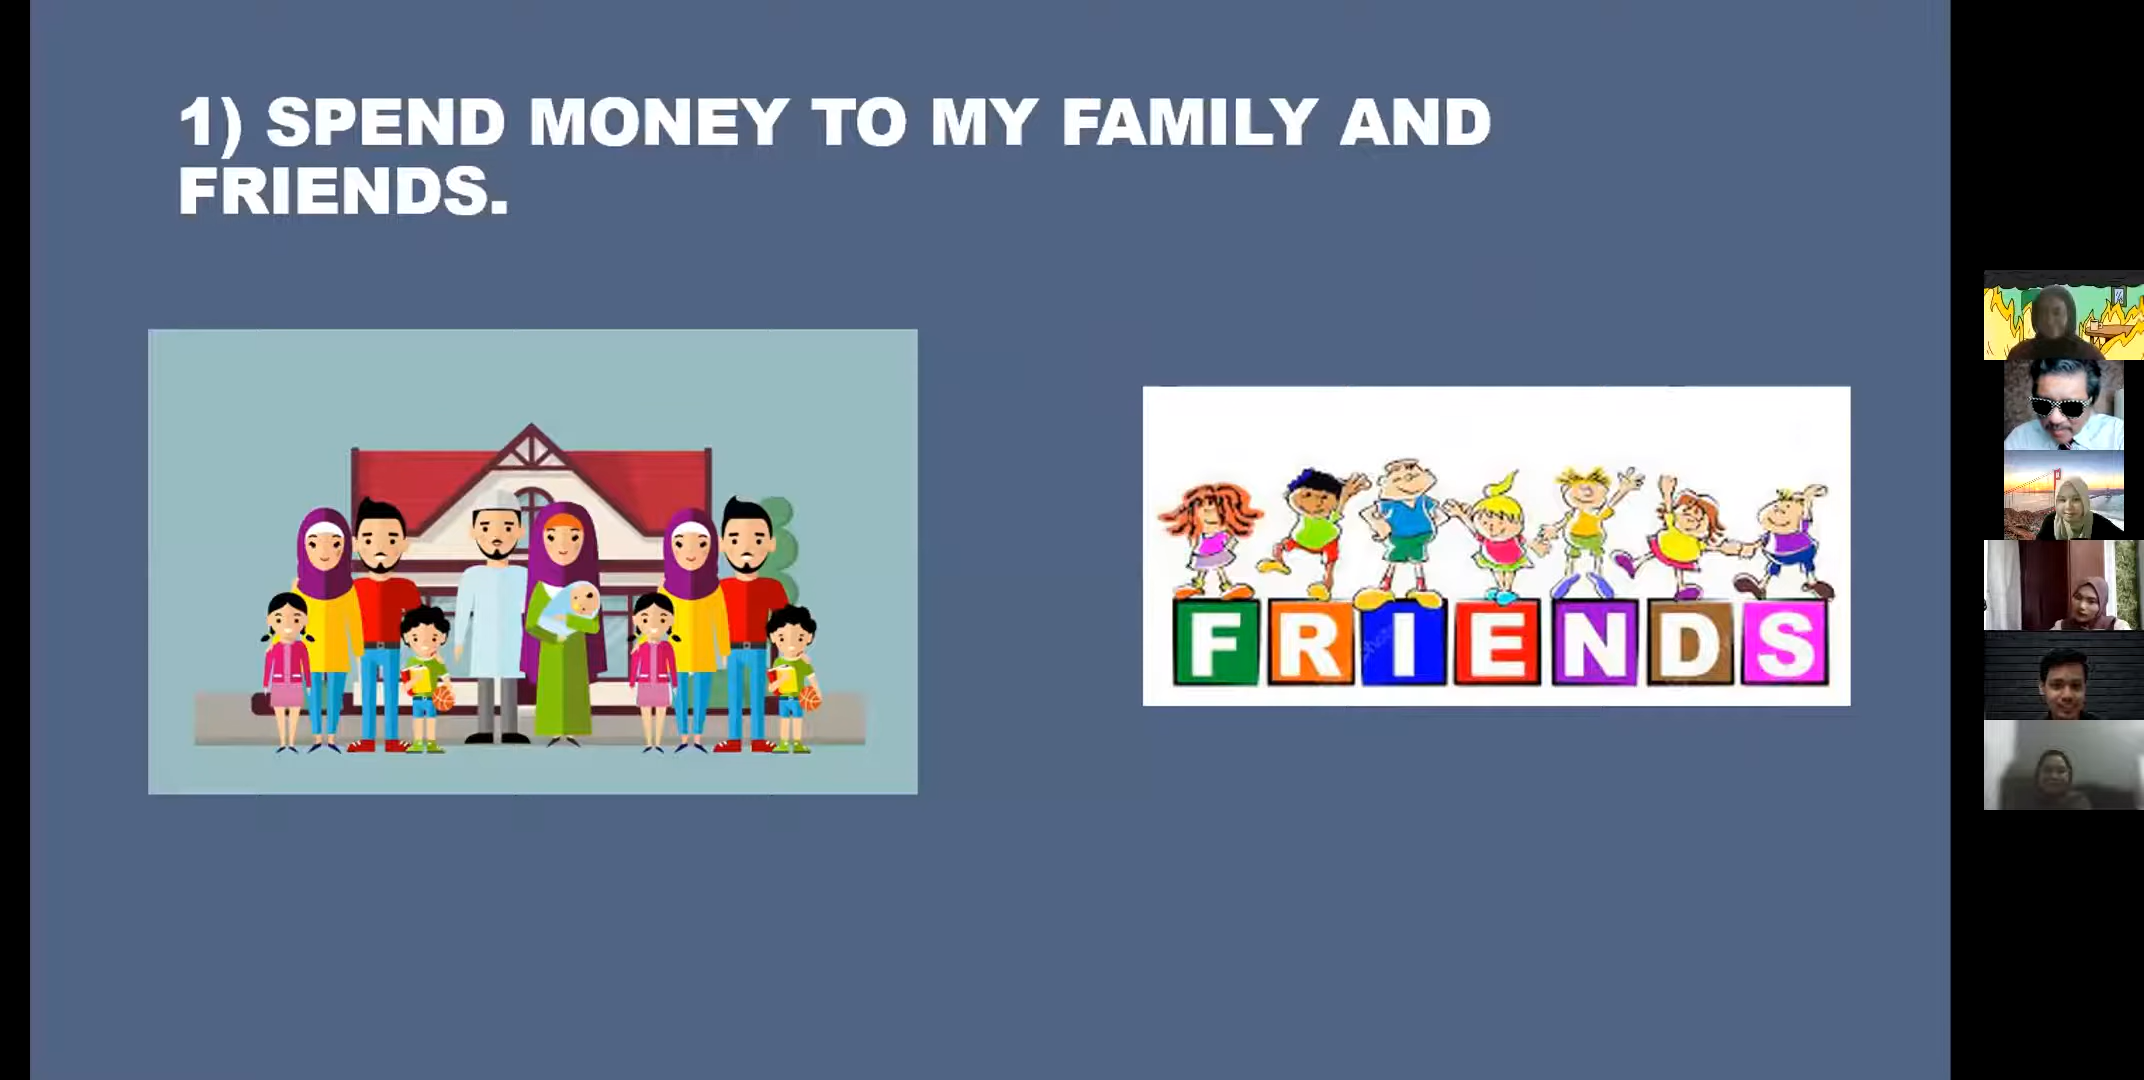 1) SPEND MONEY TO MY FAMILY AND
FRIENDS.
FRIENDS